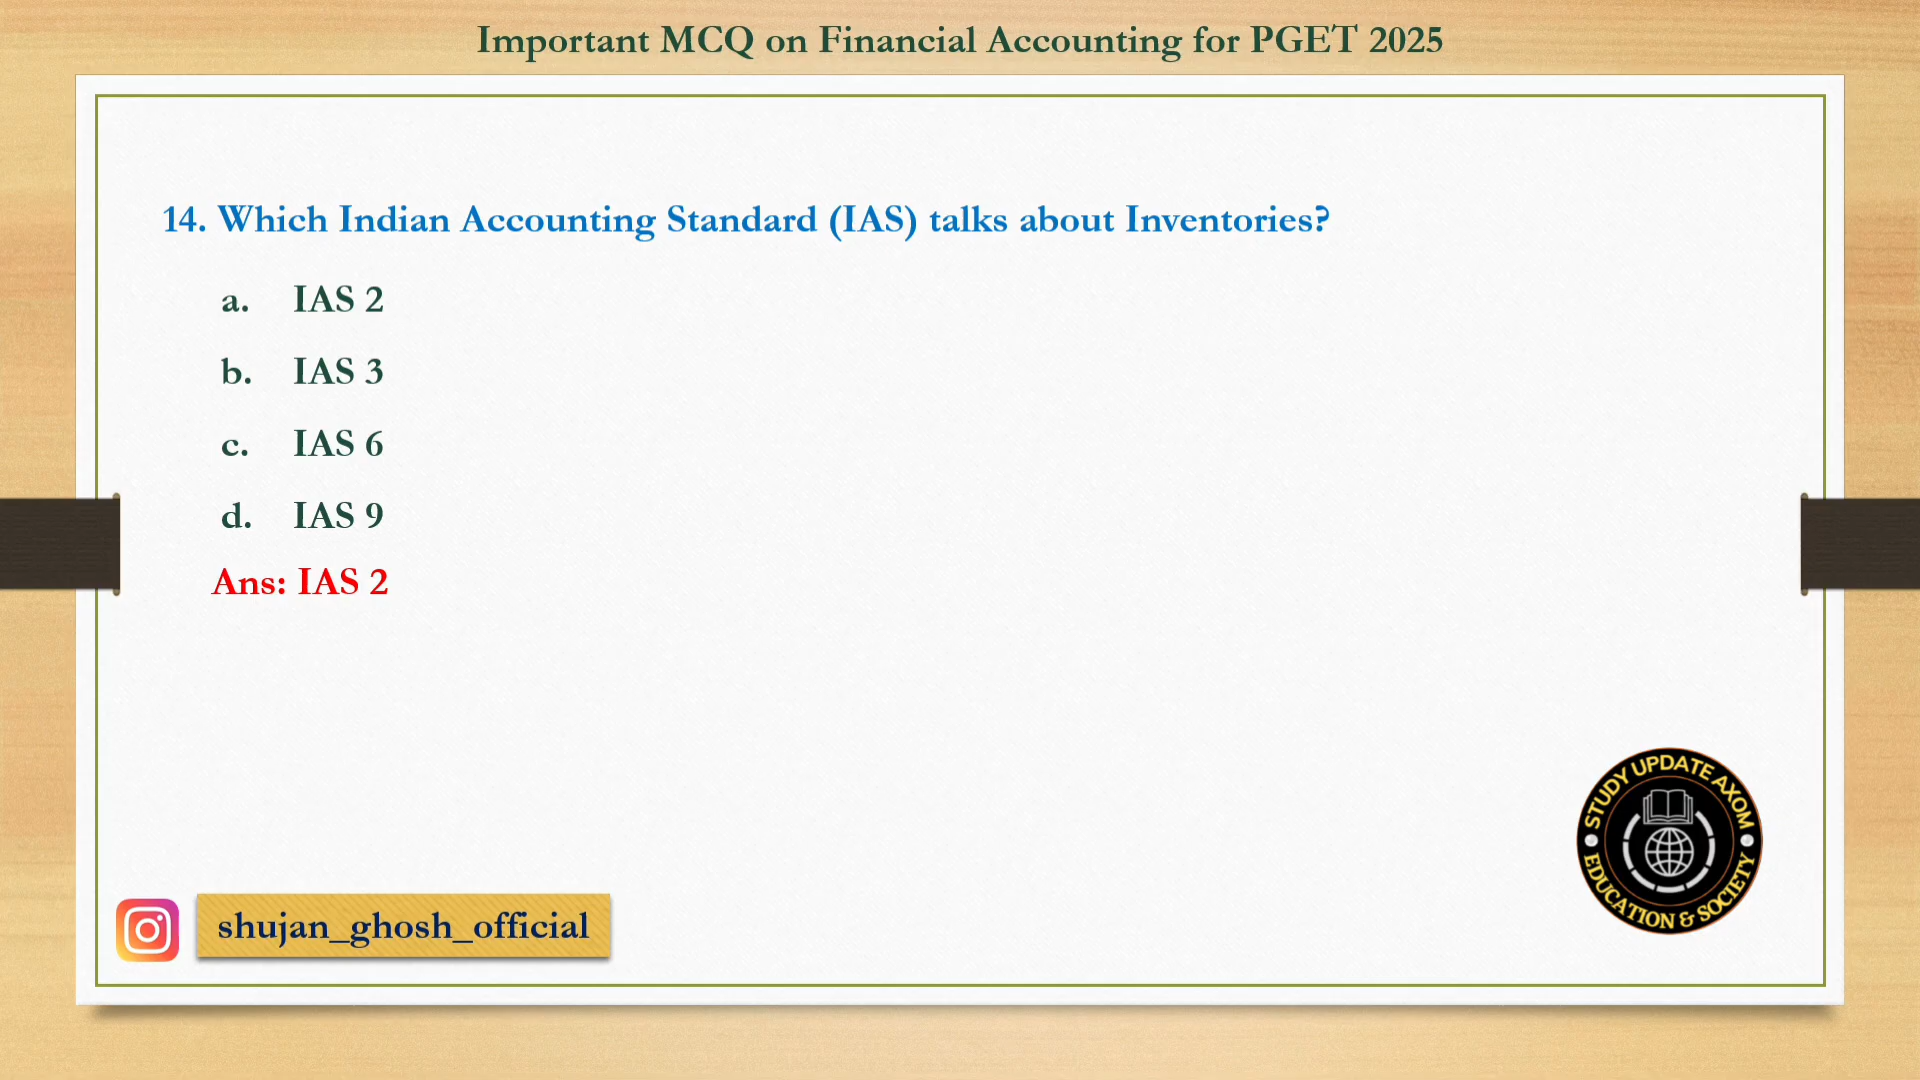 Important MCQ on Financial Accounting for PGET 2025
14. Which Indian Accounting Standard (IAS) talks about Inventories?
a. IAS 2
b. IAS 3
c. IAS 6
d. IAS 9
Ans: IAS 2
STUDY UPDATE AXOM
EDUCATION & SOCIETY
shujan_ghosh_official